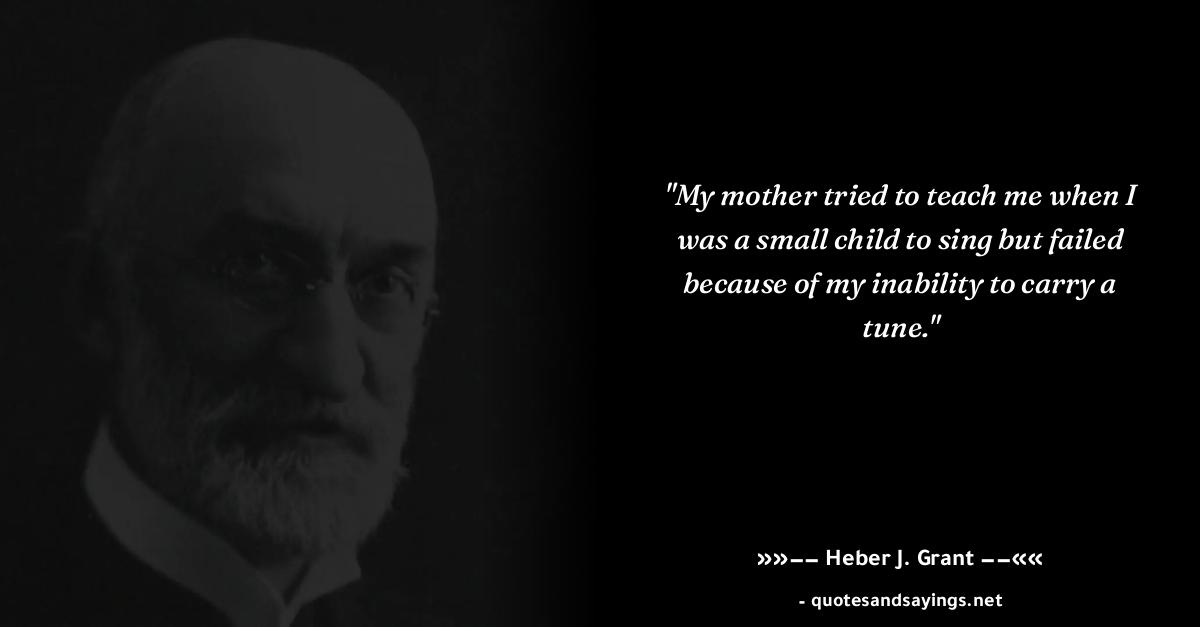 "My mother tried to teach me when I
was a small child to sing but failed
because of my inability to carry a
tune."
»»−− Heber J. Grant −−««
- quotesandsayings.net